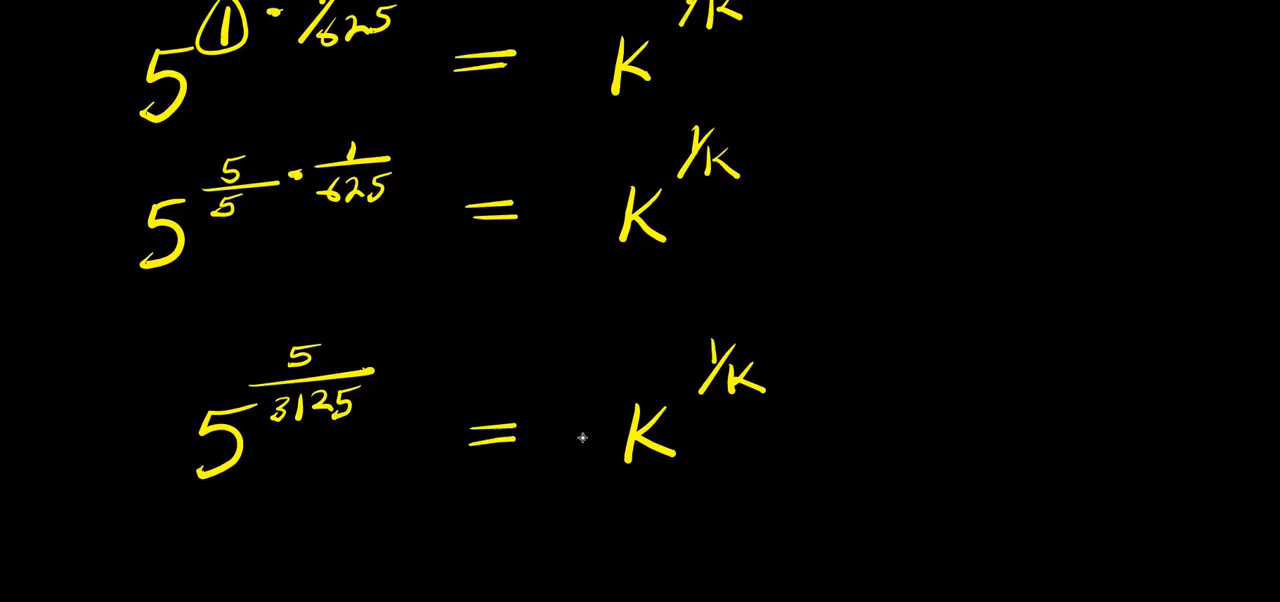 5^(1 · 1/625) = K^(1/K)
5^(5/5 · 1/625) = K^(1/K)
5^(5/3125) = K^(1/K)